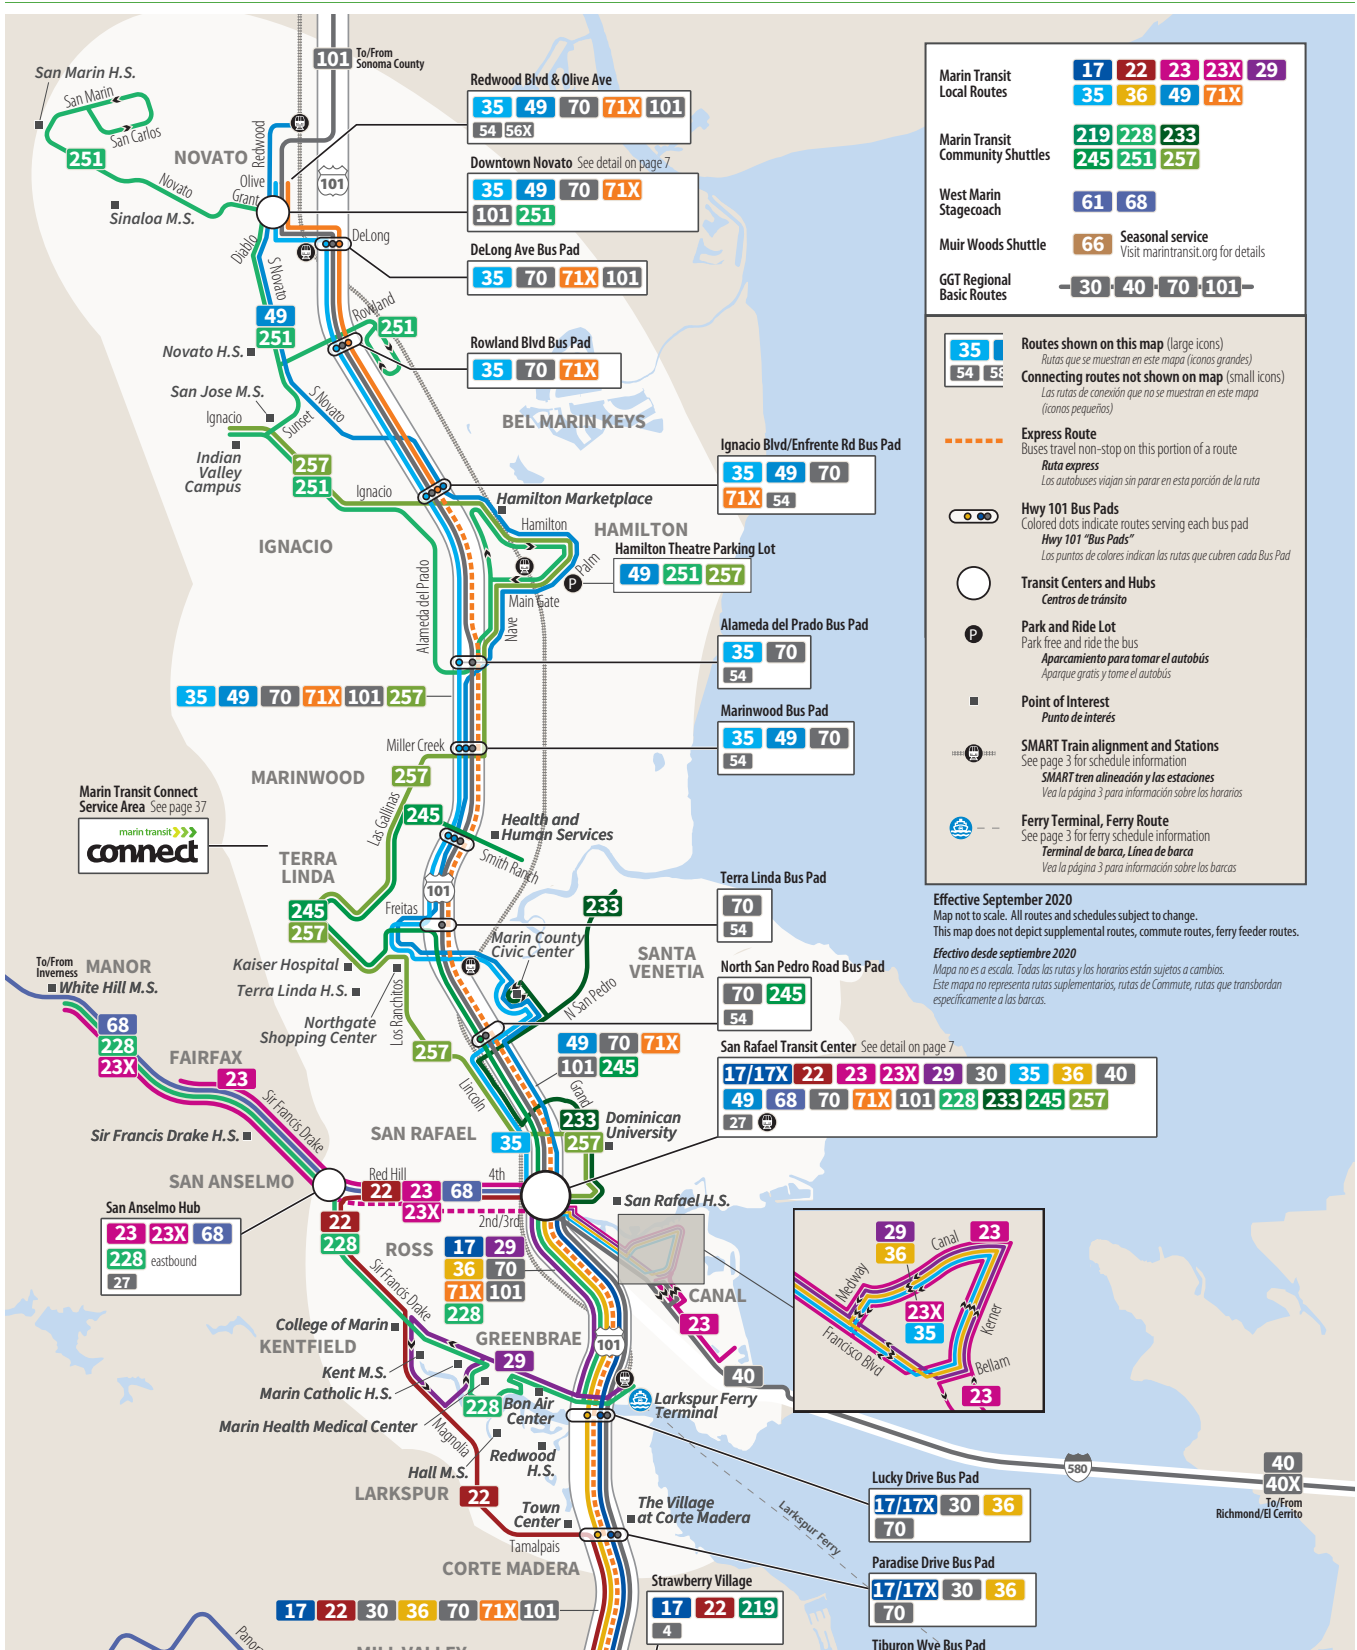 101
To/From
Sonoma County
San Marin H.S.
San Marin
San Carlos
251
NOVATO
Redwood
Novato
Olive
Grant
Sinaloa M.S.
101
Diablo
DeLong
S Novato
49
251
Novato H.S.
Rowland
251
San Jose M.S.
S Novato
Ignacio
Sunset
Indian
Valley
Campus
257
251
Ignacio
IGNACIO
BEL MARIN KEYS
Redwood Blvd & Olive Ave
35 49 70 71X 101
54 56X
Downtown Novato See detail on page 7
35 49 70 71X
101 251
DeLong Ave Bus Pad
35 70 71X 101
Rowland Blvd Bus Pad
35 70 71X
Ignacio Blvd/Enfrente Rd Bus Pad
35 49 70
71X 54
Hamilton Marketplace
Hamilton
HAMILTON
Palm
P
Main Gate
Nave
Alameda del Prado
Hamilton Theatre Parking Lot
49 251 257
Alameda del Prado Bus Pad
35 70
54
35 49 70 71X 101 257
Marinwood Bus Pad
35 49 70
54
Miller Creek
MARINWOOD
257
Las Gallinas
245
Health and
Human Services
Smith Ranch
Marin Transit Connect
Service Area See page 37
marin transit
connect
TERRA
LINDA
101
Freitas
245
257
Terra Linda Bus Pad
70
54
233
Marin County
Civic Center
SANTA
VENETIA
N San Pedro
Kaiser Hospital
Terra Linda H.S.
Northgate
Shopping Center
Los Ranchitos
North San Pedro Road Bus Pad
70 245
54
To/From
Inverness
MANOR
White Hill M.S.
68
228
23X
FAIRFAX
23
Sir Francis Drake
Sir Francis Drake H.S.
257
Lincoln
49 70 71X
101 245
Grand
San Rafael Transit Center See detail on page 7
17/17X 22 23 23X 29 30 35 36 40
49 68 70 71X 101 228 233 245 257
27
SAN RAFAEL
35
233
257
Dominican
University
SAN ANSELMO
Red Hill
4th
22 23 68
23X
2nd/3rd
San Rafael H.S.
San Anselmo Hub
23 23X 68
228 eastbound
27
22
228
ROSS
17 29
36 70
71X 101
228
Sir Francis Drake
College of Marin
KENTFIELD
Kent M.S.
Marin Catholic H.S.
Marin Health Medical Center
GREENBRAE
29
228
Bon Air
Center
Magnolia
Hall M.S.
Redwood
H.S.
LARKSPUR
22
101
CANAL
23
40
Larkspur Ferry
Terminal
29
36
Canal
23
Medway
23X
35
Kerner
Francisco Blvd
Bellam
23
580
40
40X
To/From
Richmond/El Cerrito
Larkspur Ferry
Lucky Drive Bus Pad
17/17X 30 36
70
Town
Center
The Village
at Corte Madera
Tamalpais
CORTE MADERA
Paradise Drive Bus Pad
17/17X 30 36
70
Strawberry Village
17 22 219
4
17 22 30 36 70 71X 101
Tiburon Wye Bus Pad
Marin Transit
Local Routes
17 22 23 23X 29
35 36 49 71X
Marin Transit
Community Shuttles
219 228 233
245 251 257
West Marin
Stagecoach
61 68
Muir Woods Shuttle
66
Seasonal service
Visit marintransit.org for details
GGT Regional
Basic Routes
30 40 70 101
35
54
Routes shown on this map (large icons)
Rutas que se muestran en este mapa (iconos grandes)
Connecting routes not shown on map (small icons)
Las rutas de conexión que no se muestran en este mapa
(iconos pequeños)
Express Route
Buses travel non-stop on this portion of a route
Ruta express
Los autobuses viajan sin parar en esta porción de la ruta
Hwy 101 Bus Pads
Colored dots indicate routes serving each bus pad
Hwy 101 "Bus Pads"
Los puntos de colores indican las rutas que cubren cada Bus Pad
Transit Centers and Hubs
Centros de tránsito
P
Park and Ride Lot
Park free and ride the bus
Aparcamiento para tomar el autobús
Aparque gratis y tome el autobús
Point of Interest
Punto de interés
SMART Train alignment and Stations
See page 3 for schedule information
SMART tren alineación y las estaciones
Vea la página 3 para información sobre los horarios
Ferry Terminal, Ferry Route
See page 3 for ferry schedule information
Terminal de barca, Línea de barca
Vea la página 3 para información sobre las barcas
Effective September 2020
Map not to scale. All routes and schedules subject to change.
This map does not depict supplemental routes, commute routes, ferry feeder routes.
Efectivo desde septiembre 2020
Mapa no es a escala. Todas las rutas y los horarios están sujetos a cambios.
Este mapa no representa rutas suplementarios, rutas de Commute, rutas que transbordan
específicamente a las barcas.